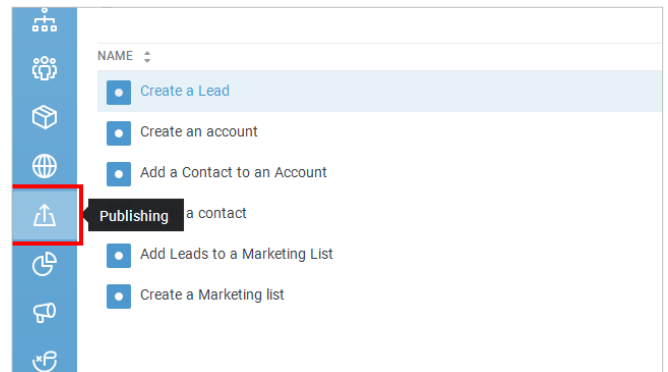 NAME
Create a Lead
Create an account
Add a Contact to an Account
Publishing a contact
Add Leads to a Marketing List
Create a Marketing list